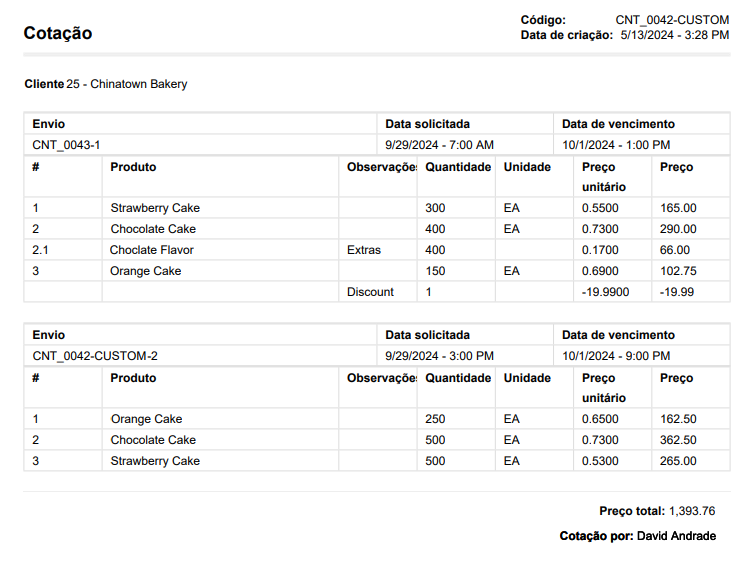 Cotação
Código: CNT_0042-CUSTOM
Data de criação: 5/13/2024 - 3:28 PM
Cliente 25 - Chinatown Bakery
Envio Data solicitada Data de vencimento
CNT_0043-1 9/29/2024 - 7:00 AM 10/1/2024 - 1:00 PM
# Produto Observações Quantidade Unidade Preço unitário Preço
1 Strawberry Cake 300 EA 0.5500 165.00
2 Chocolate Cake 400 EA 0.7300 290.00
2.1 Choclate Flavor Extras 400 0.1700 66.00
3 Orange Cake 150 EA 0.6900 102.75
Discount 1 -19.9900 -19.99
Envio Data solicitada Data de vencimento
CNT_0042-CUSTOM-2 9/29/2024 - 3:00 PM 10/1/2024 - 9:00 PM
# Produto Observações Quantidade Unidade Preço unitário Preço
1 Orange Cake 250 EA 0.6500 162.50
2 Chocolate Cake 500 EA 0.7300 362.50
3 Strawberry Cake 500 EA 0.5300 265.00
Preço total: 1,393.76
Cotação por: David Andrade